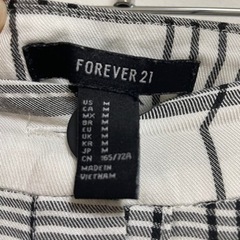 FOREVER 21
US M
CA M
MX M
BR M
EU M
UK M
KR M
JP M
CN 165/72A
MADE IN
VIETNAM